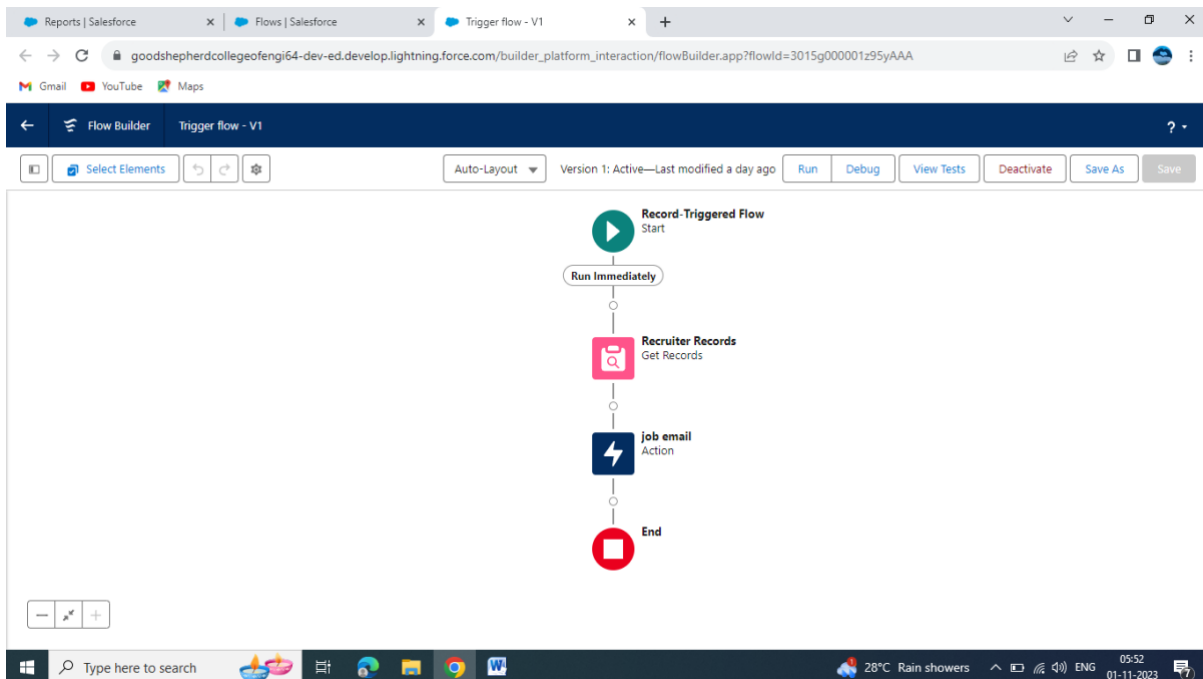 Reports | Salesforce
Flows | Salesforce
Trigger flow - V1
goodshepherdcollegeofengi64-dev-ed.develop.lightning.force.com/builder_platform_interaction/flowBuilder.app?flowId=3015g000001z95yAAA
Gmail YouTube Maps
Flow Builder Trigger flow - V1 ?
Select Elements Auto-Layout Version 1: Active—Last modified a day ago Run Debug View Tests Deactivate Save As Save
Record-Triggered Flow
Start
Run Immediately
Recruiter Records
Get Records
job email
Action
End
Type here to search W 28°C Rain showers ENG 05:52
01-11-2023 7